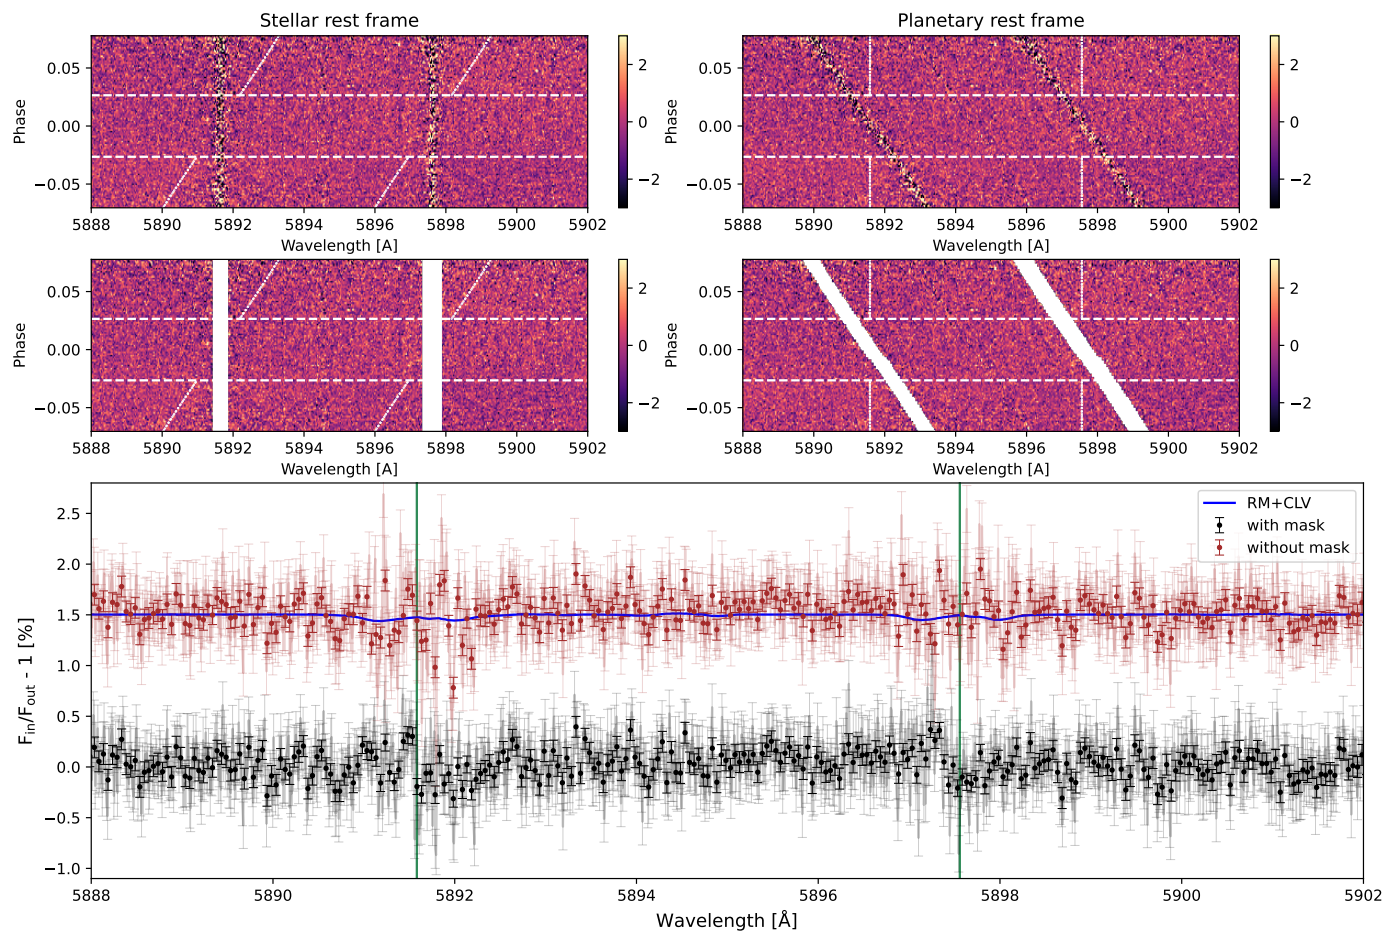 Stellar rest frame
Planetary rest frame
0.05
0.00
−0.05
Phase
5888 5890 5892 5894 5896 5898 5900 5902
Wavelength [A]
2
0
−2
0.05
0.00
−0.05
Phase
5888 5890 5892 5894 5896 5898 5900 5902
Wavelength [A]
2
0
−2
0.05
0.00
−0.05
Phase
5888 5890 5892 5894 5896 5898 5900 5902
Wavelength [A]
2
0
−2
0.05
0.00
−0.05
Phase
5888 5890 5892 5894 5896 5898 5900 5902
Wavelength [A]
2
0
−2
2.5
2.0
1.5
1.0
0.5
0.0
−0.5
−1.0
F_in/F_out - 1 [%]
RM+CLV
with mask
without mask
5888 5890 5892 5894 5896 5898 5900 5902
Wavelength [Å]